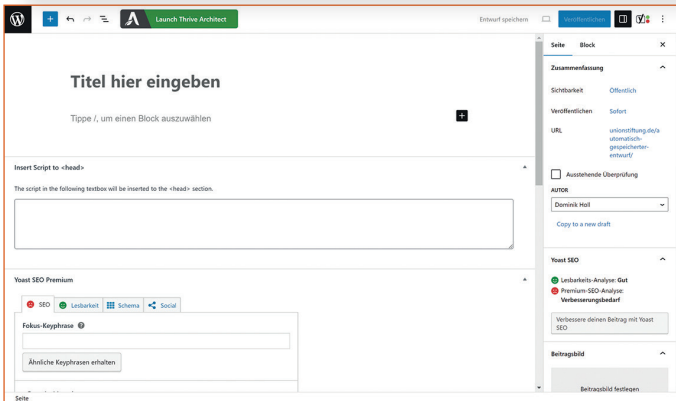 Launch Thrive Architect
Entwurf speichern
Veröffentlichen
Titel hier eingeben
Tippe /, um einen Block auszuwählen
Insert Script to <head>
The script in the following textbox will be inserted to the <head> section.
Yoast SEO Premium
SEO
Lesbarkeit
Schema
Social
Fokus-Keyphrase
Ähnliche Keyphrasen erhalten
Seite
Seite Block
Zusammenfassung
Sichtbarkeit Öffentlich
Veröffentlichen Sofort
URL unionstiftung.de/a
utomatisch-
gespeicherter-
entwurf/
Ausstehende Überprüfung
AUTOR
Dominik Holl
Copy to a new draft
Yoast SEO
Lesbarkeits-Analyse: Gut
Premium-SEO-
Analyse:
Verbesserungsbedarf
Verbessere deinen Beitrag mit Yoast
SEO
Beitragsbild
Beitragsbild festlegen